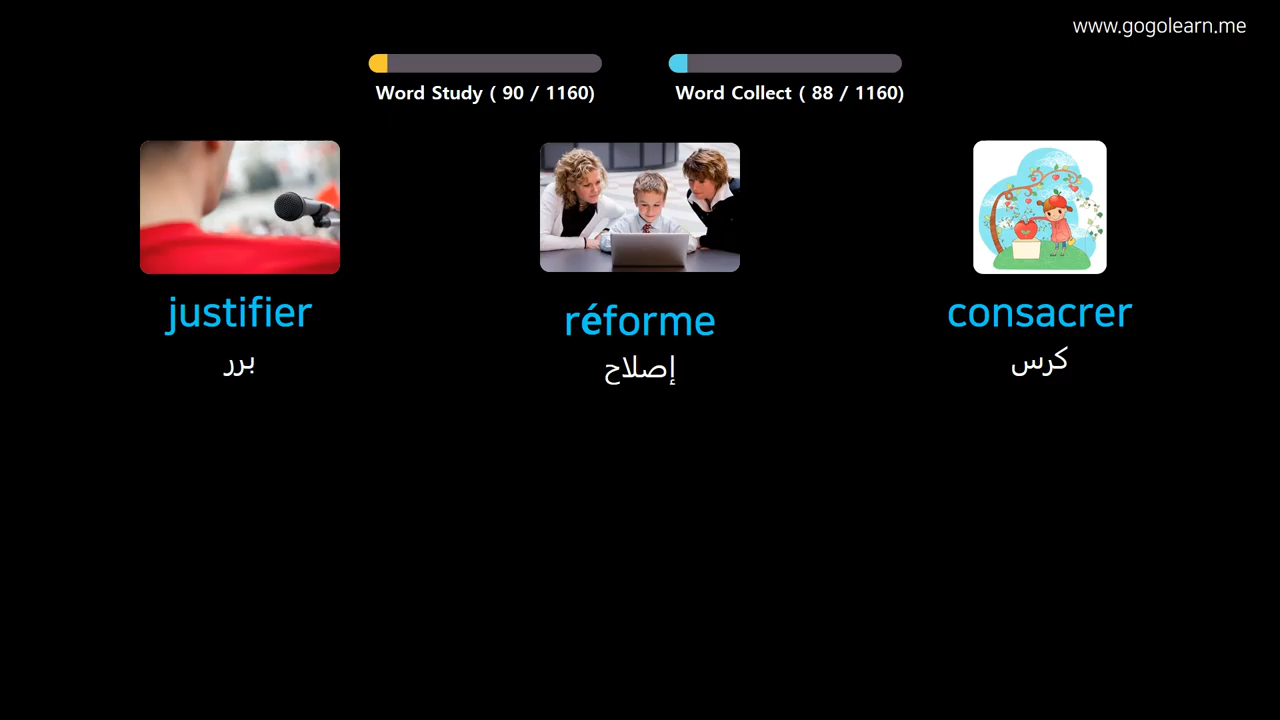 www.gogolearn.me
Word Study ( 90 / 1160)
Word Collect ( 88 / 1160)
justifier
برر
réforme
إصلاح
consacrer
كرس